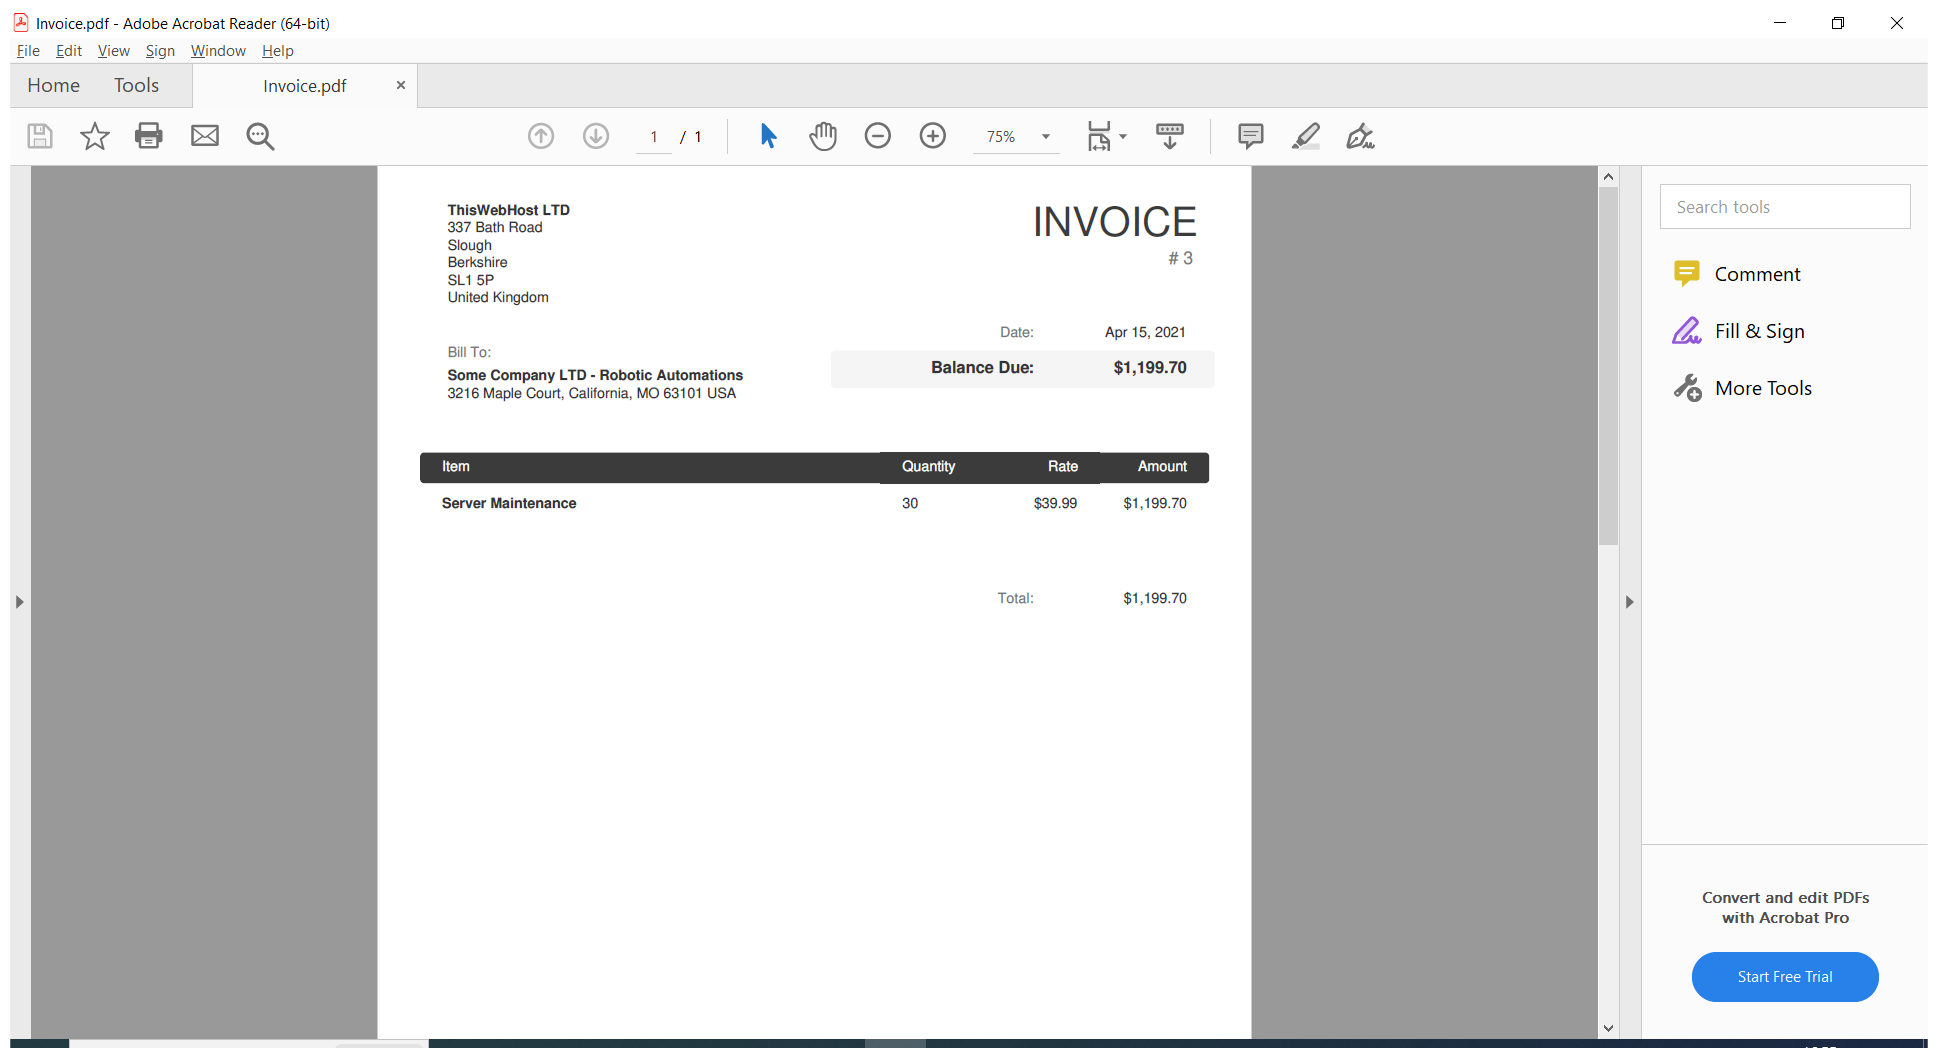 Invoice.pdf - Adobe Acrobat Reader (64-bit)
File Edit View Sign Window Help
Home Tools Invoice.pdf
1 / 1 75%
ThisWebHost LTD
337 Bath Road
Slough
Berkshire
SL1 5P
United Kingdom
INVOICE
# 3
Date: Apr 15, 2021
Balance Due: $1,199.70
Bill To:
Some Company LTD - Robotic Automations
3216 Maple Court, California, MO 63101 USA
Item Quantity Rate Amount
Server Maintenance 30 $39.99 $1,199.70
Total: $1,199.70
Search tools
Comment
Fill & Sign
More Tools
Convert and edit PDFs
with Acrobat Pro
Start Free Trial